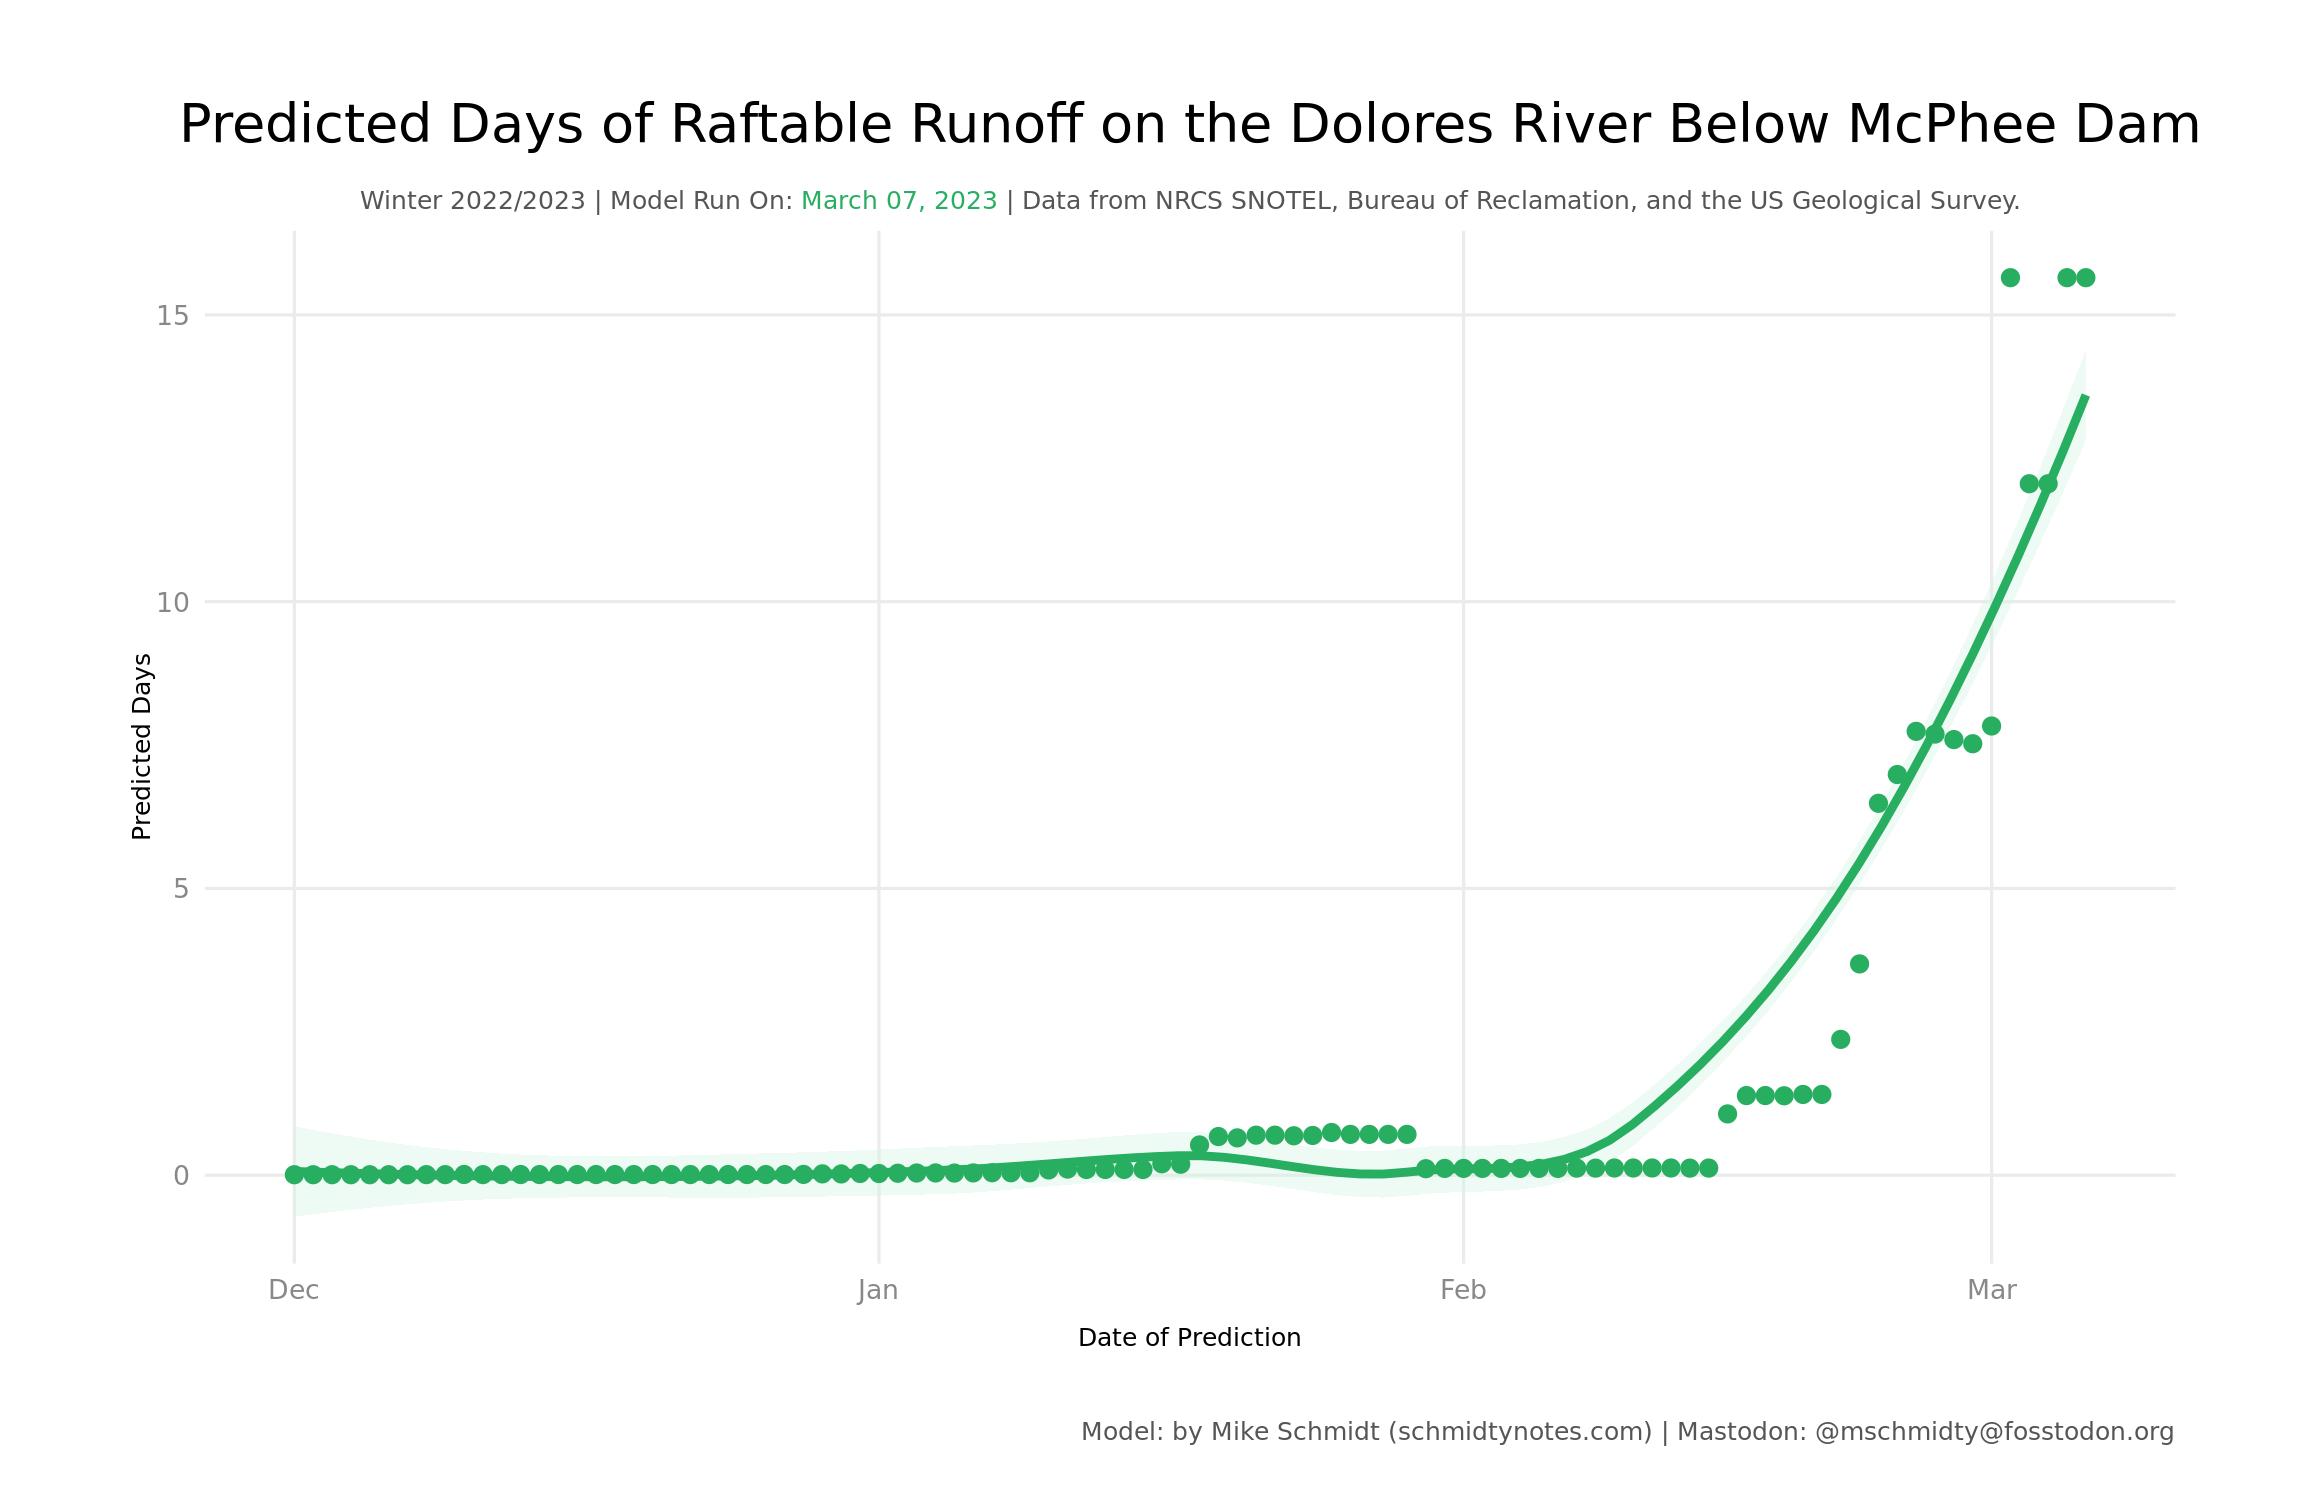 Predicted Days of Raftable Runoff on the Dolores River Below McPhee Dam
Winter 2022/2023 | Model Run On: March 07, 2023 | Data from NRCS SNOTEL, Bureau of Reclamation, and the US Geological Survey.
15
10
5
0
Predicted Days
Dec
Jan
Feb
Mar
Date of Prediction
Model: by Mike Schmidt (schmidtynotes.com) | Mastodon: @mschmidty@fosstodon.org